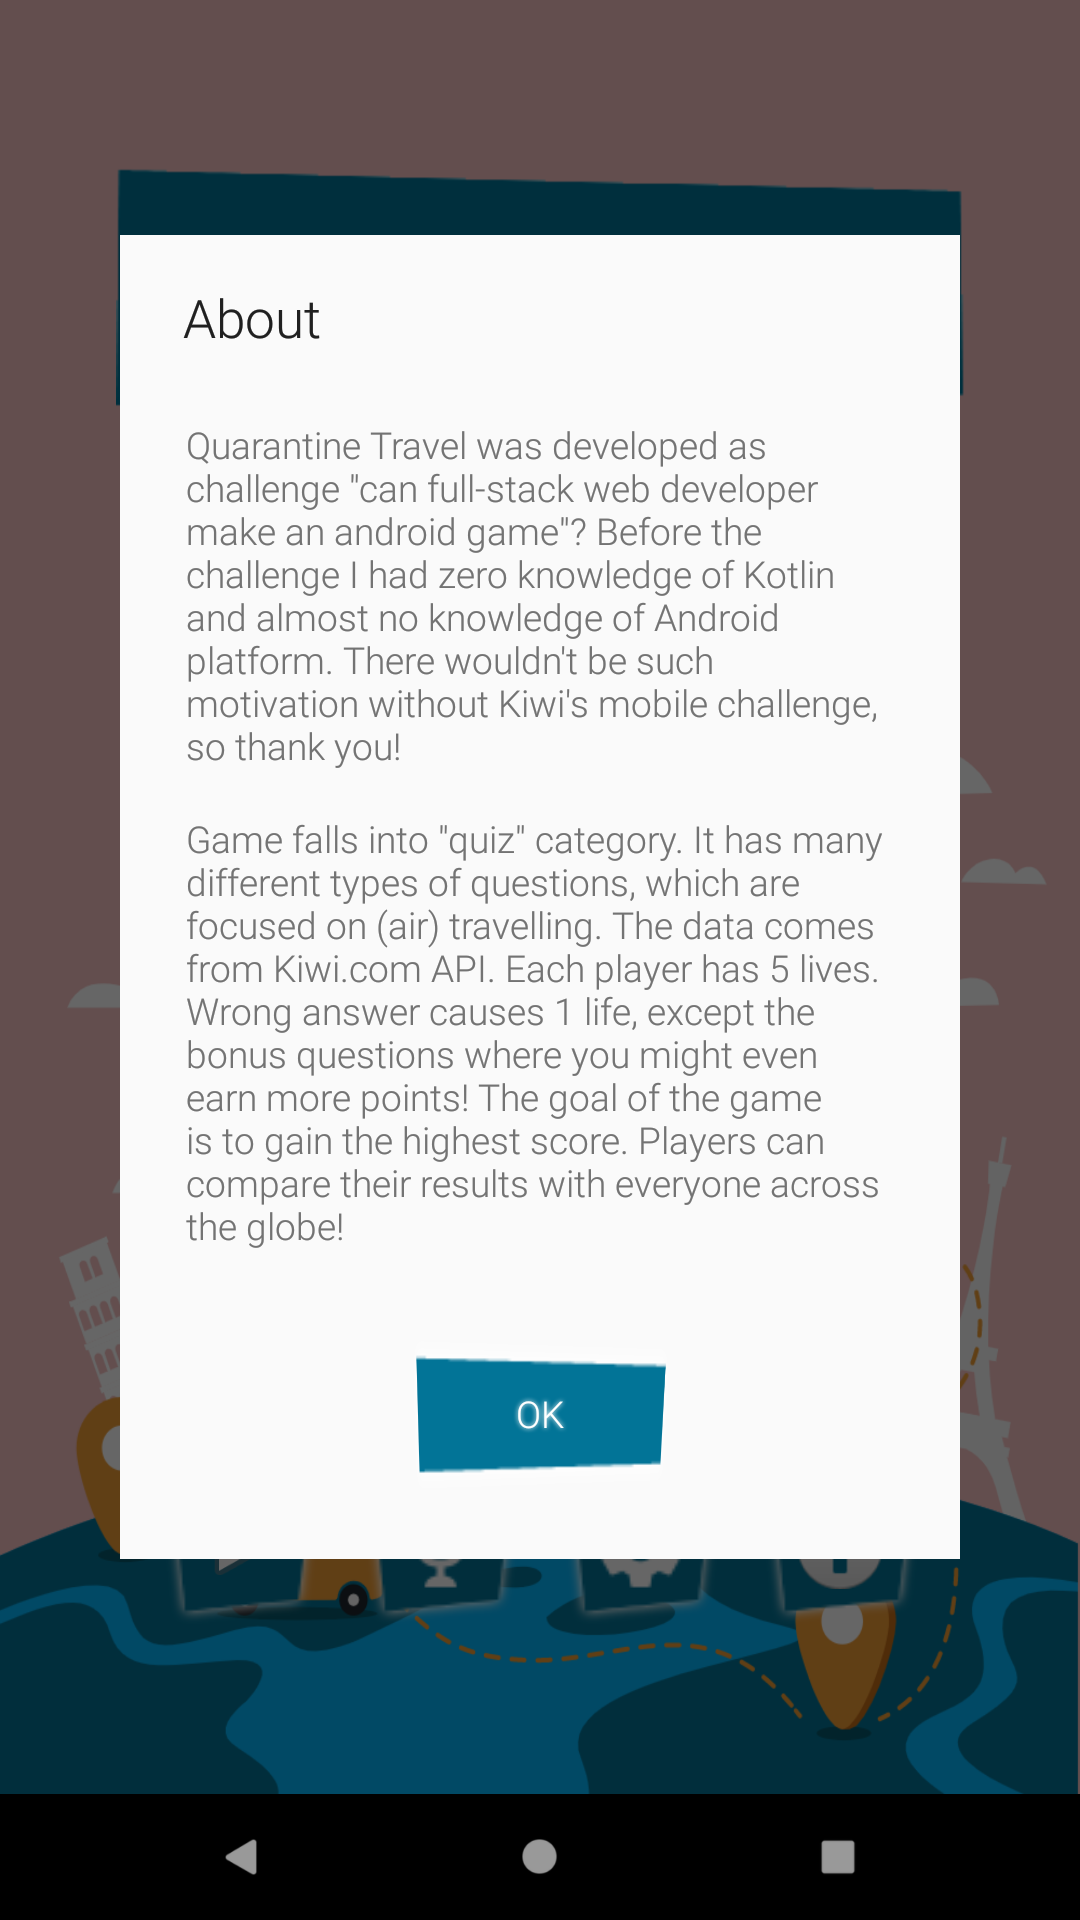 About
Quarantine Travel was developed as
challenge "can full-stack web developer
make an android game"? Before the
challenge I had zero knowledge of Kotlin
and almost no knowledge of Android
platform. There wouldn't be such
motivation without Kiwi's mobile challenge,
so thank you!
Game falls into "quiz" category. It has many
different types of questions, which are
focused on (air) travelling. The data comes
from Kiwi.com API. Each player has 5 lives.
Wrong answer causes 1 life, except the
bonus questions where you might even
earn more points! The goal of the game
is to gain the highest score. Players can
compare their results with everyone across
the globe!
OK